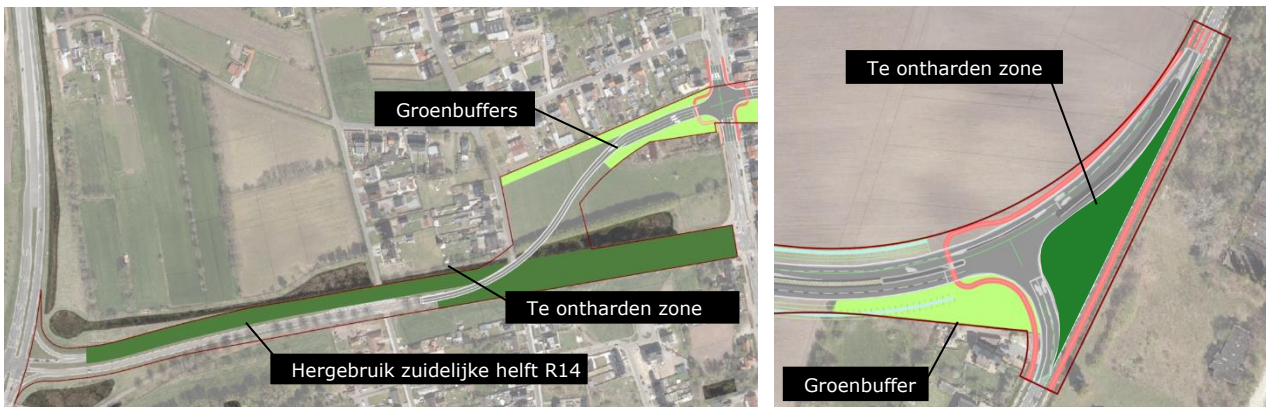 Groenbuffers
Te ontharden zone
Hergebruik zuidelijke helft R14
Te ontharden zone
Groenbuffer